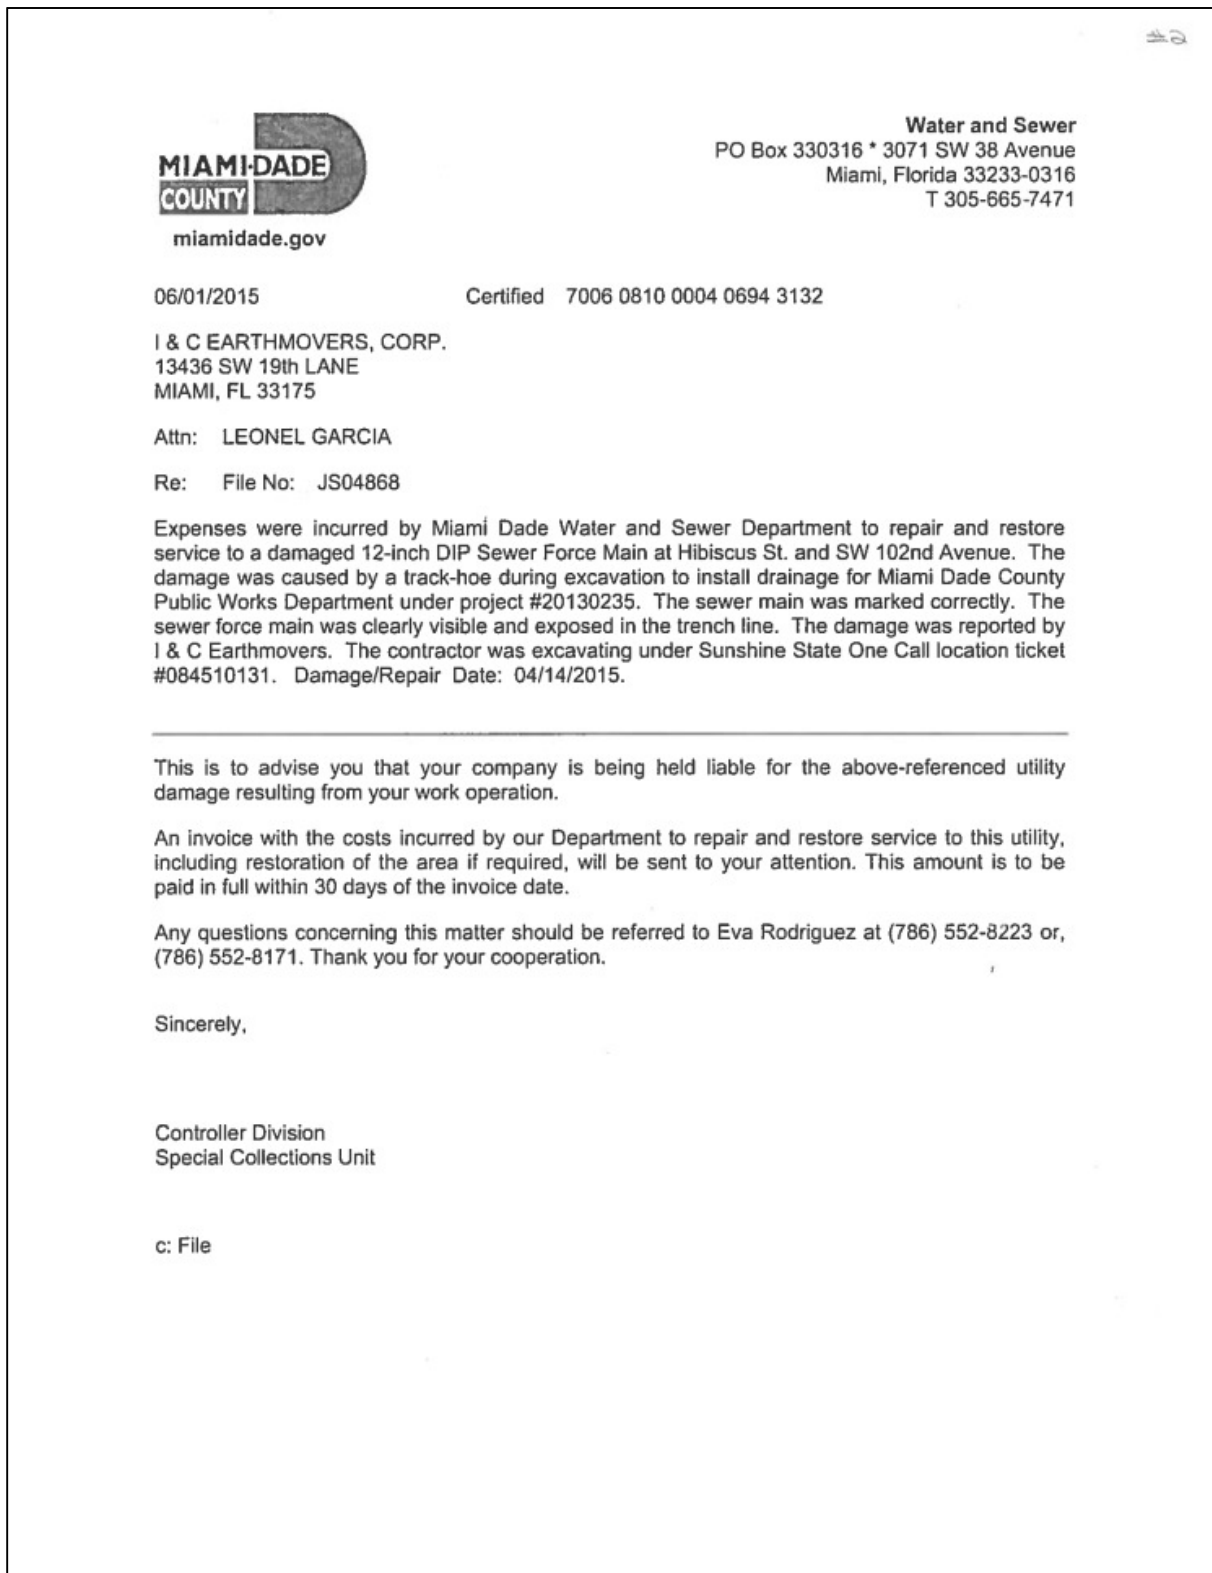 #2
MIAMI-DADE
COUNTY
miamidade.gov
Water and Sewer
PO Box 330316 * 3071 SW 38 Avenue
Miami, Florida 33233-0316
T 305-665-7471
06/01/2015 Certified 7006 0810 0004 0694 3132
I & C EARTHMOVERS, CORP.
13436 SW 19th LANE
MIAMI, FL 33175
Attn: LEONEL GARCIA
Re: File No: JS04868
Expenses were incurred by Miami Dade Water and Sewer Department to repair and restore
service to a damaged 12-inch DIP Sewer Force Main at Hibiscus St. and SW 102nd Avenue. The
damage was caused by a track-hoe during excavation to install drainage for Miami Dade County
Public Works Department under project #20130235. The sewer main was marked correctly. The
sewer force main was clearly visible and exposed in the trench line. The damage was reported by
I & C Earthmovers. The contractor was excavating under Sunshine State One Call location ticket
#084510131. Damage/Repair Date: 04/14/2015.
This is to advise you that your company is being held liable for the above-referenced utility
damage resulting from your work operation.
An invoice with the costs incurred by our Department to repair and restore service to this utility,
including restoration of the area if required, will be sent to your attention. This amount is to be
paid in full within 30 days of the invoice date.
Any questions concerning this matter should be referred to Eva Rodriguez at (786) 552-8223 or,
(786) 552-8171. Thank you for your cooperation.
Sincerely,
Controller Division
Special Collections Unit
c: File